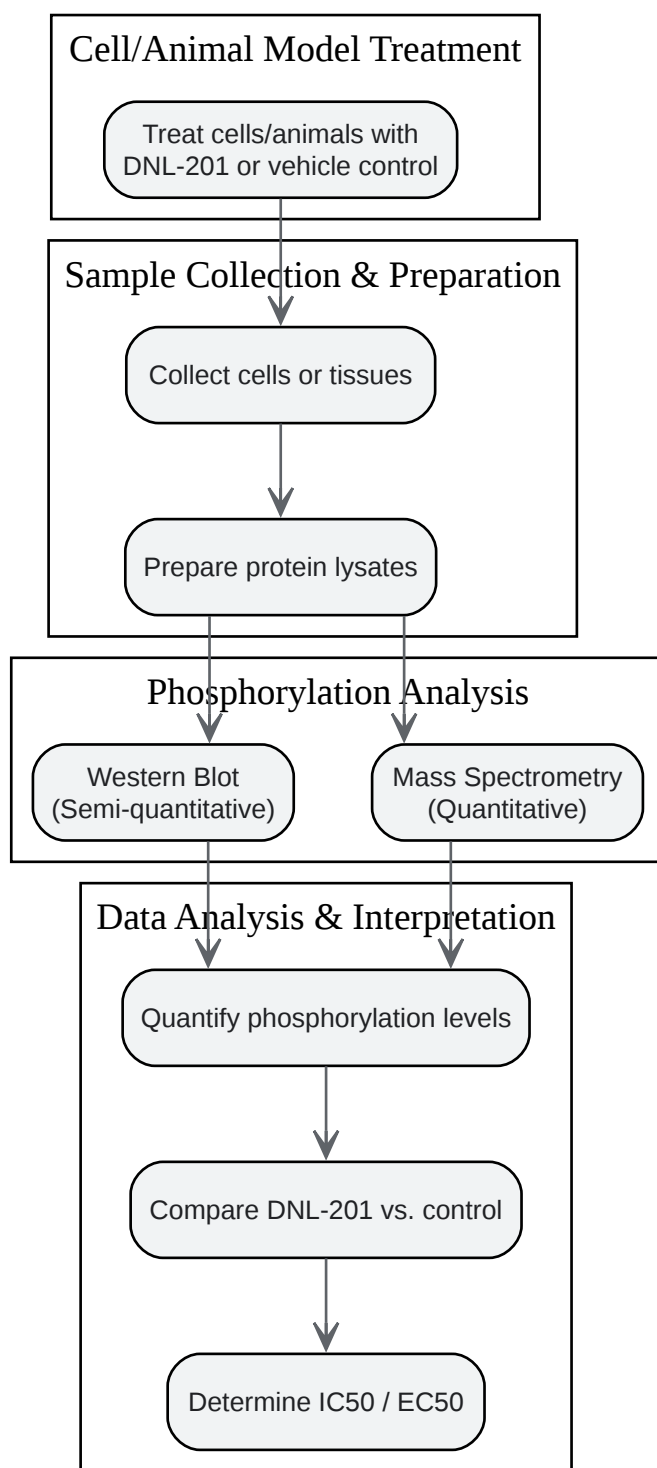 Cell/Animal Model Treatment
Treat cells/animals with
DNL-201 or vehicle control
Sample Collection & Preparation
Collect cells or tissues
Prepare protein lysates
Phosphorylation Analysis
Western Blot
(Semi-quantitative)
Mass Spectrometry
(Quantitative)
Data Analysis & Interpretation
Quantify phosphorylation levels
Compare DNL-201 vs. control
Determine IC50 / EC50